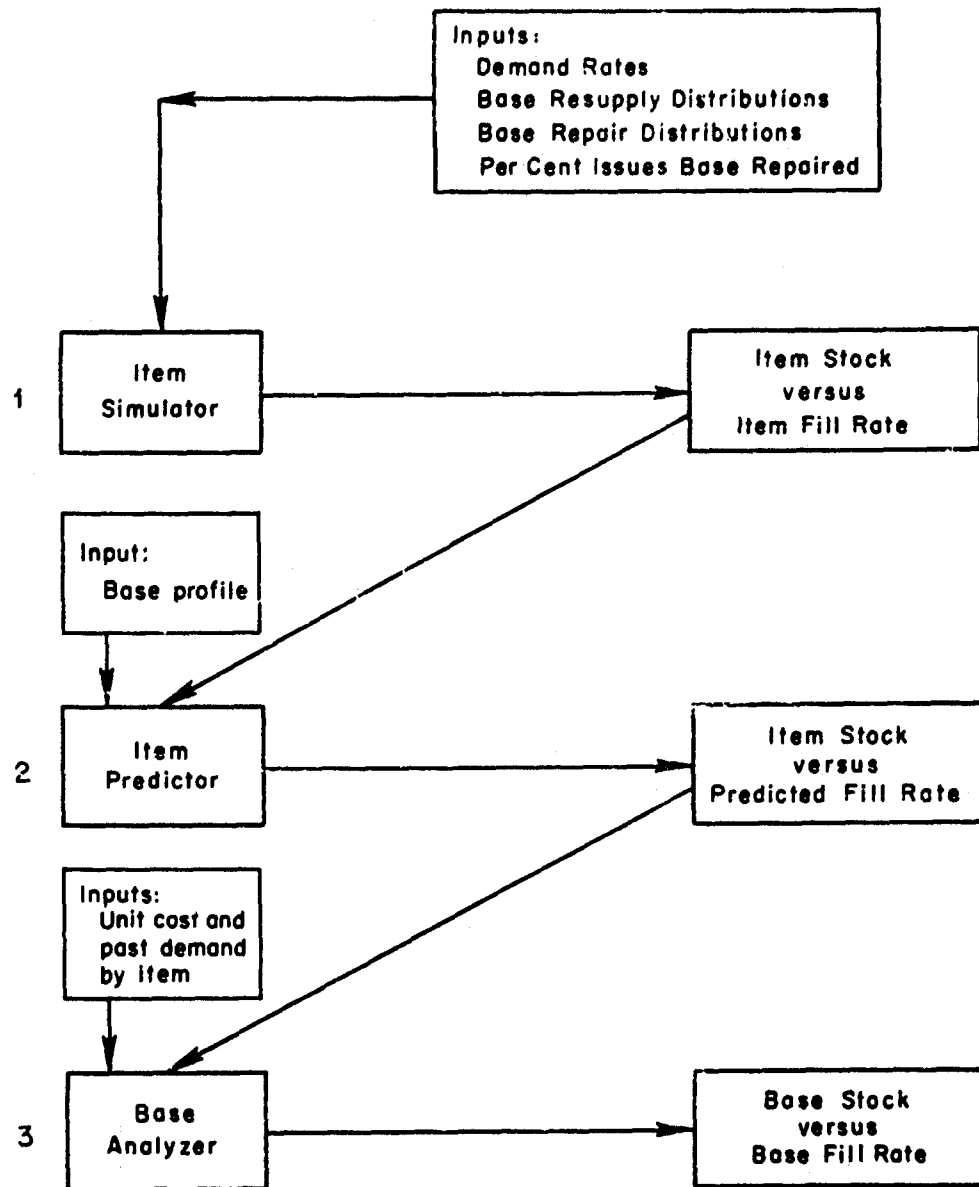 Inputs:
Demand Rates
Base Resupply Distributions
Base Repair Distributions
Per Cent Issues Base Repaired
1
Item
Simulator
Item Stock
versus
Item Fill Rate
Input:
Base profile
2
Item
Predictor
Item Stock
versus
Predicted Fill Rate
Inputs:
Unit cost and
past demand
by item
3
Base
Analyzer
Base Stock
versus
Base Fill Rate